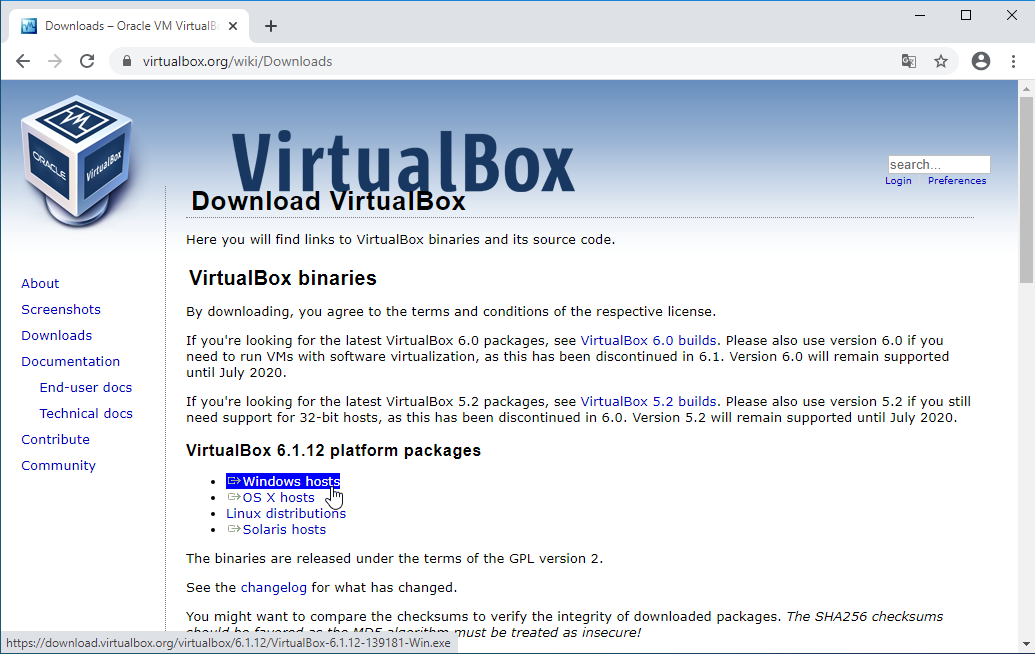 Downloads – Oracle VM VirtualB
virtualbox.org/wiki/Downloads
ORACLE
VirtualBox
VirtualBox
search...
Login Preferences
Download VirtualBox
Here you will find links to VirtualBox binaries and its source code.
About
Screenshots
Downloads
Documentation
End-user docs
Technical docs
Contribute
Community
VirtualBox binaries
By downloading, you agree to the terms and conditions of the respective license.
If you're looking for the latest VirtualBox 6.0 packages, see VirtualBox 6.0 builds. Please also use version 6.0 if you
need to run VMs with software virtualization, as this has been discontinued in 6.1. Version 6.0 will remain supported
until July 2020.
If you're looking for the latest VirtualBox 5.2 packages, see VirtualBox 5.2 builds. Please also use version 5.2 if you still
need support for 32-bit hosts, as this has been discontinued in 6.0. Version 5.2 will remain supported until July 2020.
VirtualBox 6.1.12 platform packages
Windows hosts
OS X hosts
Linux distributions
Solaris hosts
The binaries are released under the terms of the GPL version 2.
See the changelog for what has changed.
You might want to compare the checksums to verify the integrity of downloaded packages. The SHA256 checksums
should be favored as the MD5 algorithm must be treated as insecure!
https://download.virtualbox.org/virtualbox/6.1.12/VirtualBox-6.1.12-139181-Win.exe